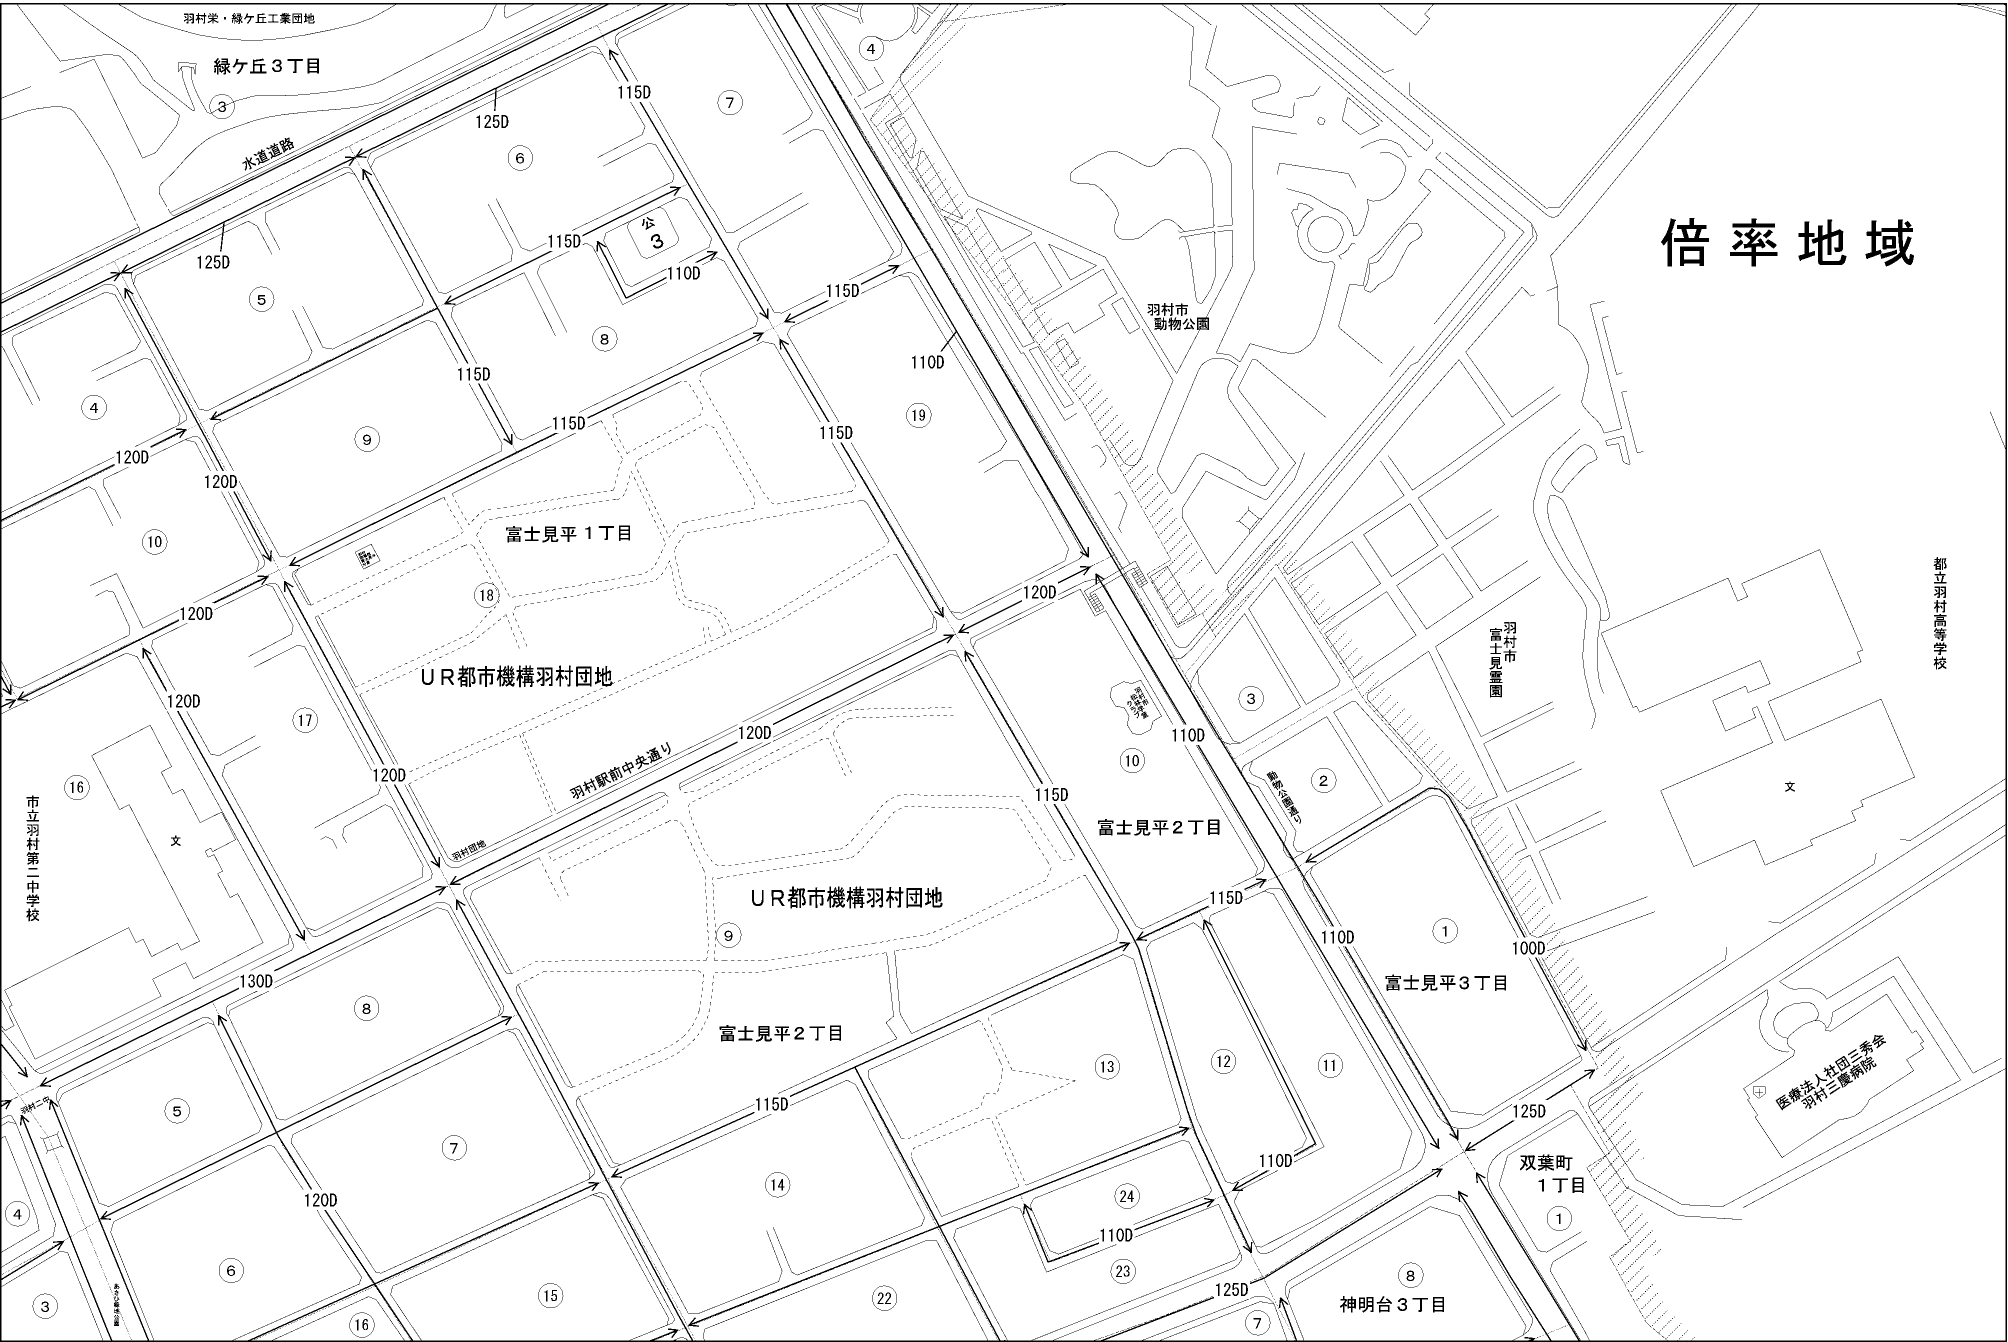 羽村栄・緑ケ丘工業団地
緑ケ丘３丁目
3
水道道路
4
7
6
5
115D
125D
125D
115D
公
3
110D
8
115D
115D
115D
110D
倍率地域
羽村市
動物公園
4
9
115D
115D
19
120D
120D
10
富士見平１丁目
18
120D
120D
120D
17
120D
ＵＲ都市機構羽村団地
羽村駅前中央通り
120D
羽村団地
都立羽村高等学校
羽村市
富士見霊園
3
2
動物公園通り
110D
10
115D
富士見平２丁目
文
16
市立羽村第二中学校
文
ＵＲ都市機構羽村団地
9
115D
110D
1
富士見平３丁目
100D
130D
8
富士見平２丁目
12
11
13
医療法人社団三秀会
羽村三慶病院
羽村二中
5
7
115D
125D
120D
14
110D
24
110D
双葉町
１丁目
1
4
6
15
23
125D
22
8
神明台３丁目
3
16
7